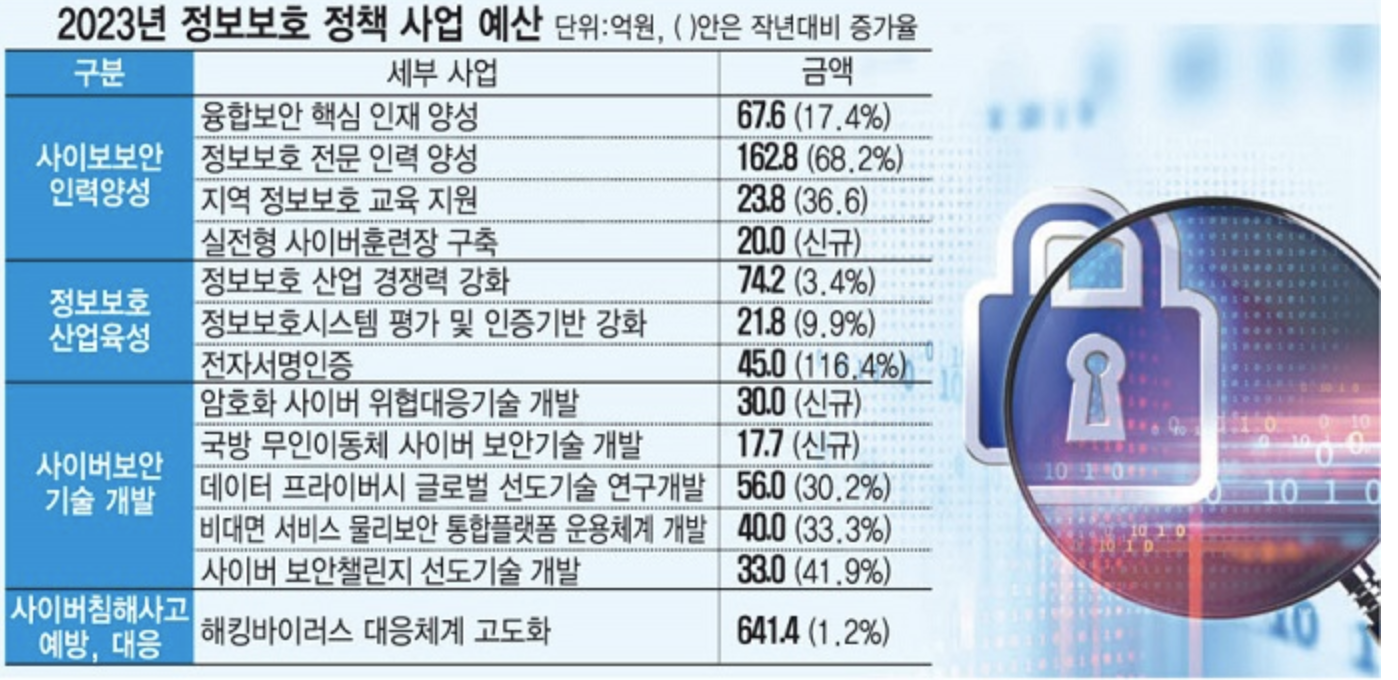 2023년 정보보호 정책 사업 예산 단위:억원, ( )안은 작년대비 증가율
구분 세부 사업 금액
사이보보안
인력양성
융합보안 핵심 인재 양성 67.6 (17.4%)
정보보호 전문 인력 양성 162.8 (68.2%)
지역 정보보호 교육 지원 23.8 (36.6)
실전형 사이버훈련장 구축 20.0 (신규)
정보보호
산업육성
정보보호 산업 경쟁력 강화 74.2 (3.4%)
정보보호시스템 평가 및 인증기반 강화 21.8 (9.9%)
전자서명인증 45.0 (116.4%)
사이버보안
기술 개발
암호화 사이버 위협대응기술 개발 30.0 (신규)
국방 무인이동체 사이버 보안기술 개발 17.7 (신규)
데이터 프라이버시 글로벌 선도기술 연구개발 56.0 (30.2%)
비대면 서비스 물리보안 통합플랫폼 운용체계 개발 40.0 (33.3%)
사이버 보안챌린지 선도기술 개발 33.0 (41.9%)
사이버침해사고
예방, 대응
해킹바이러스 대응체계 고도화 641.4 (1.2%)